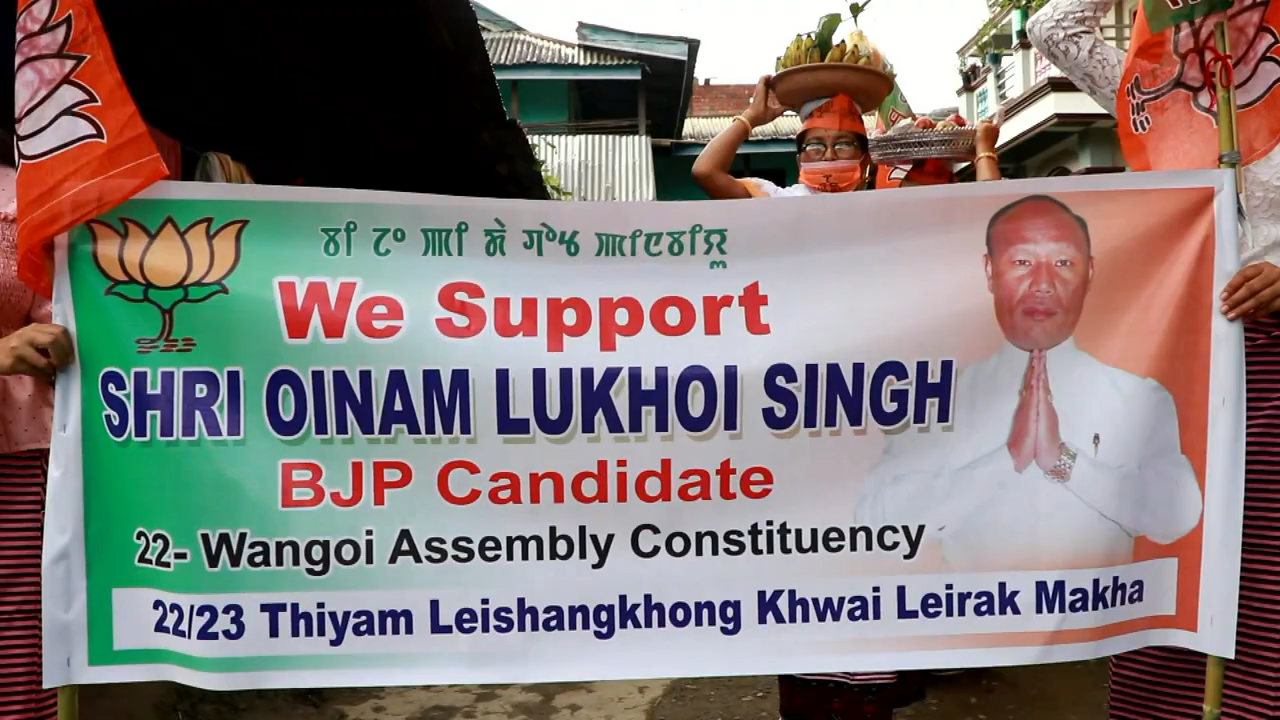 We Support
SHRI OINAM LUKHOI SINGH
BJP Candidate
22- Wangoi Assembly Constituency
22/23 Thiyam Leishangkhong Khwai Leirak Makha